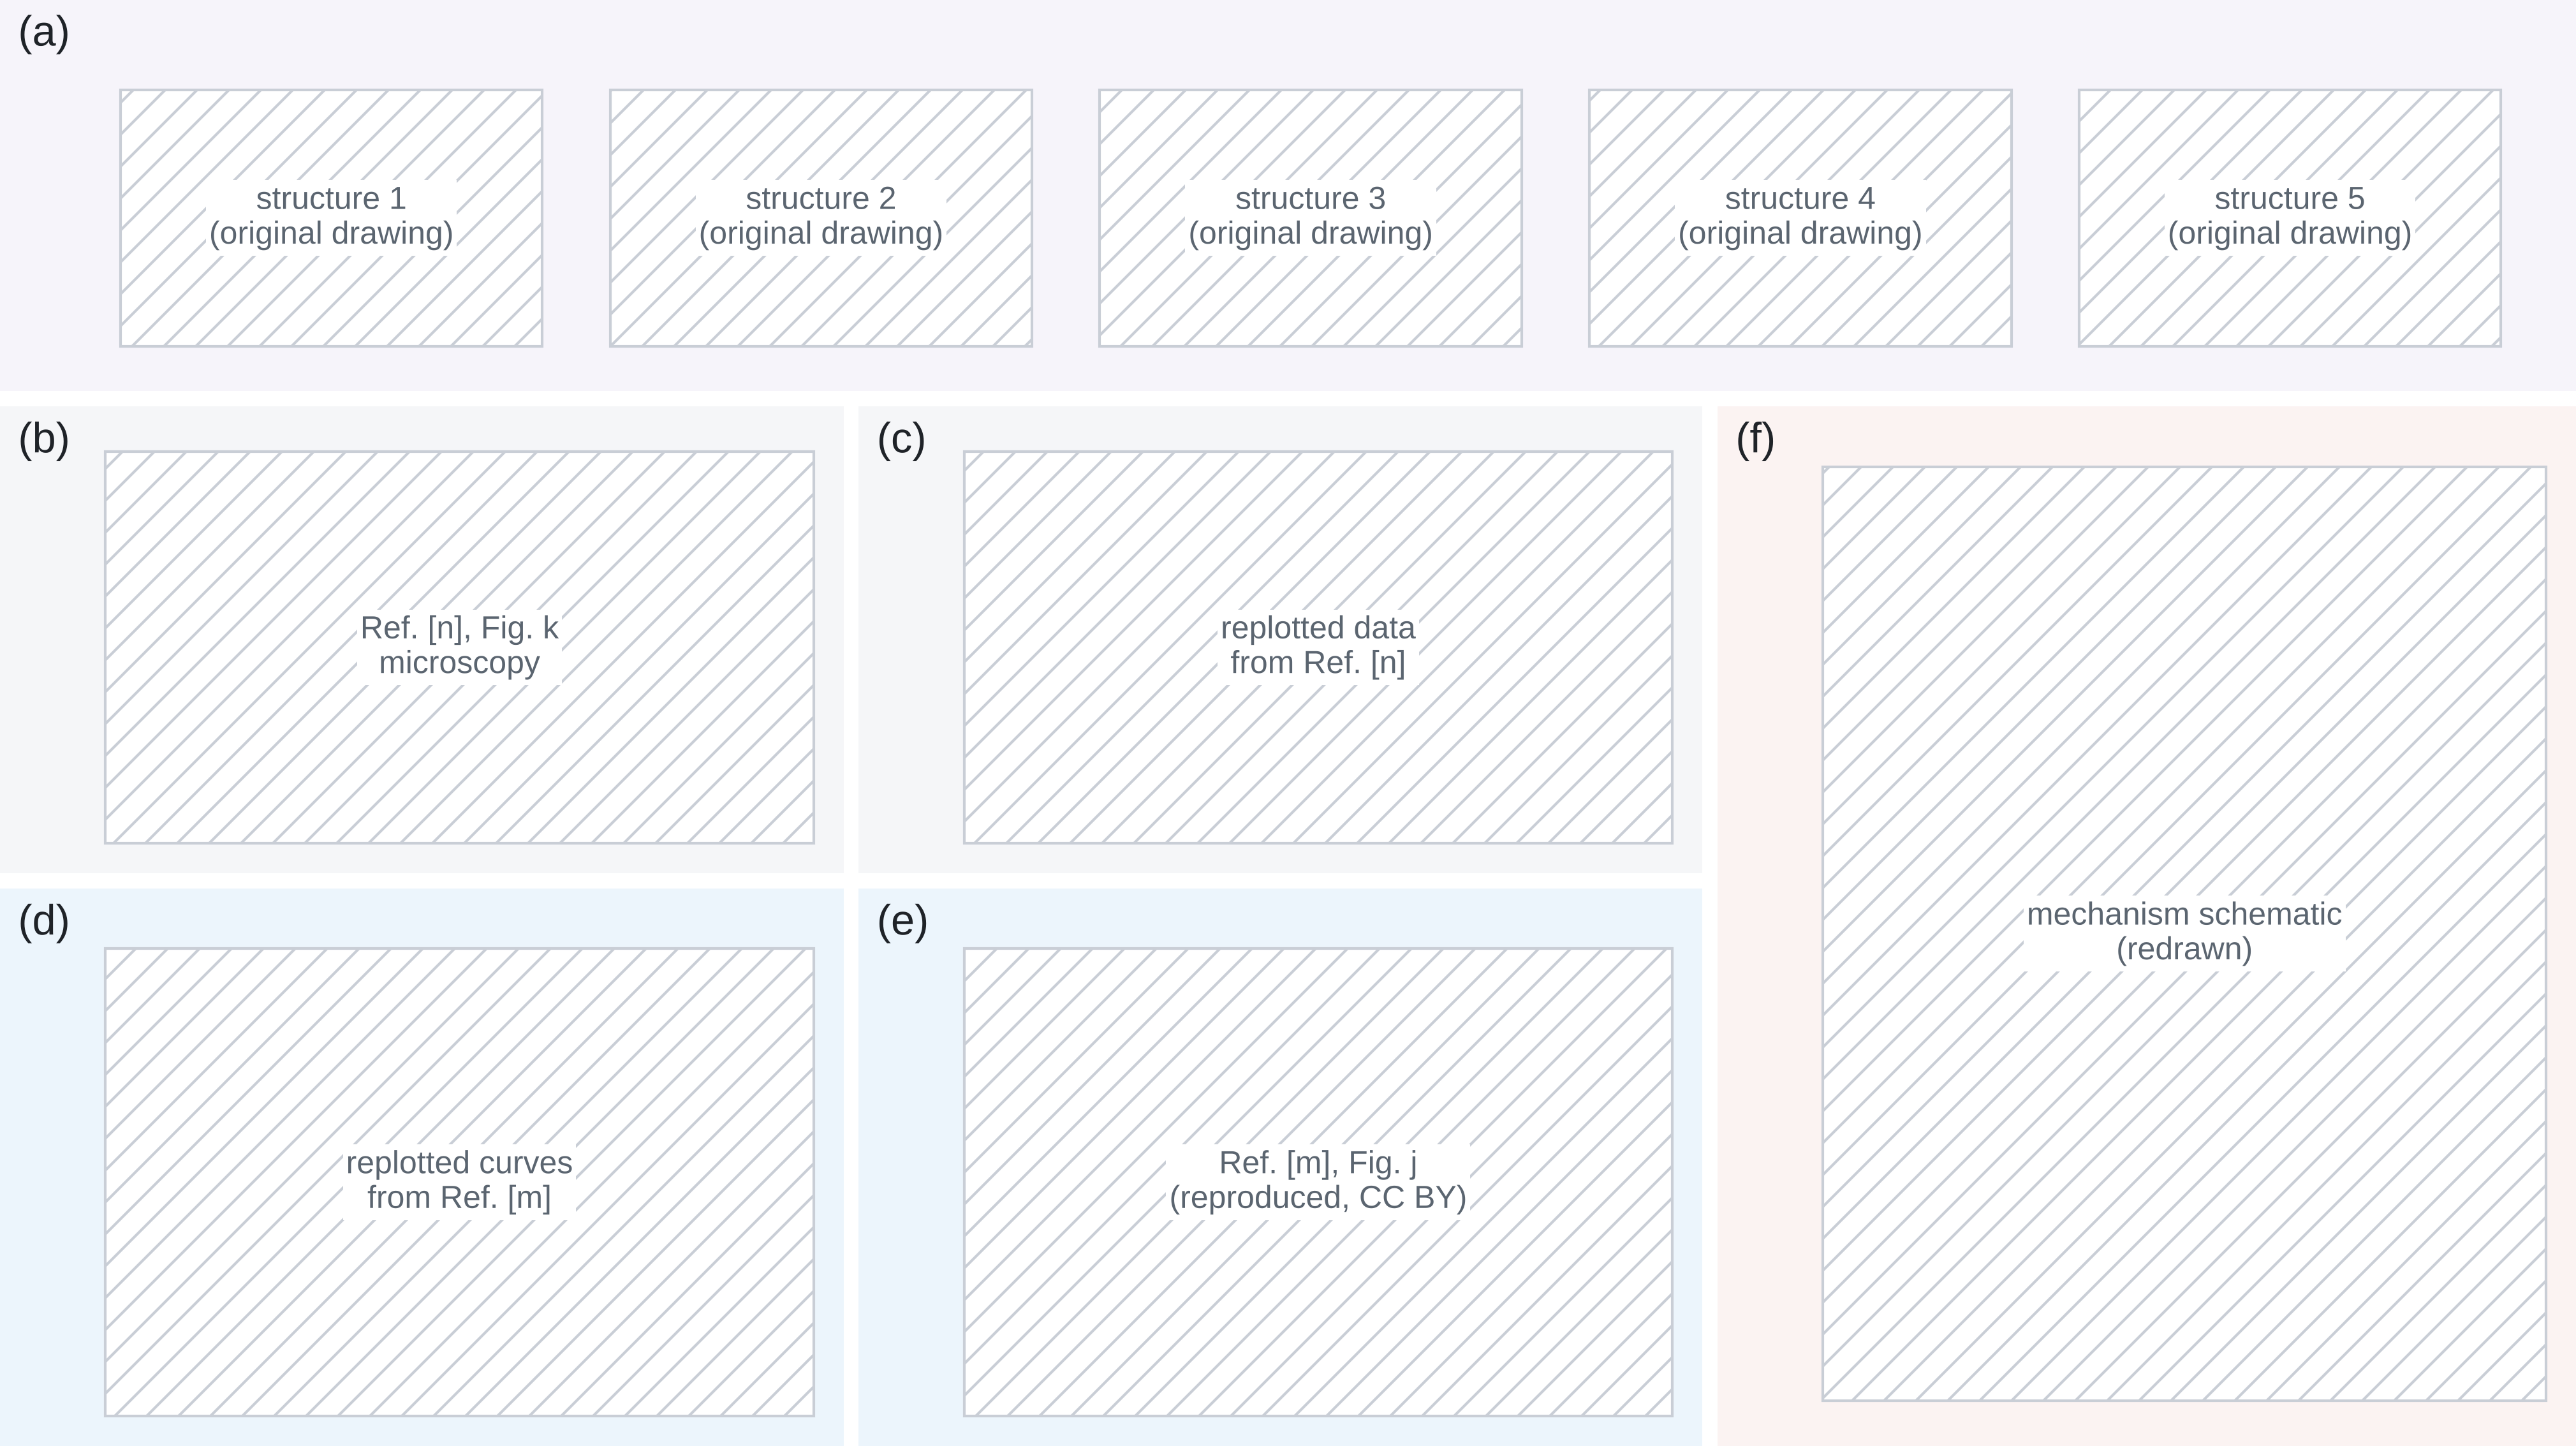 (a)
structure 1
(original drawing)
structure 2
(original drawing)
structure 3
(original drawing)
structure 4
(original drawing)
structure 5
(original drawing)
(b)
Ref. [n], Fig. k
microscopy
(c)
replotted data
from Ref. [n]
(d)
replotted curves
from Ref. [m]
(e)
Ref. [m], Fig. j
(reproduced, CC BY)
(f)
mechanism schematic
(redrawn)